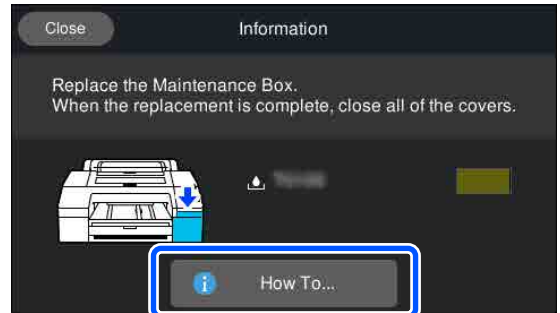 Close
Information
Replace the Maintenance Box.
When the replacement is complete, close all of the covers.
How To...